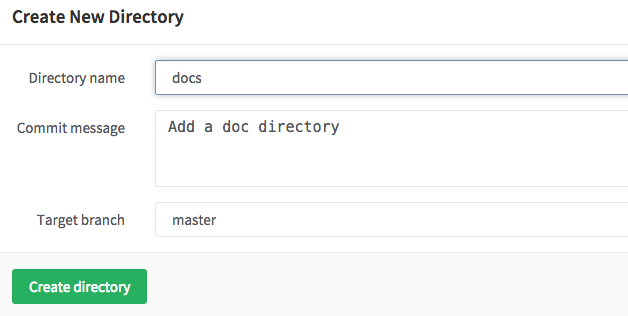 Create New Directory
Directory name
docs
Commit message
Add a doc directory
Target branch
master
Create directory